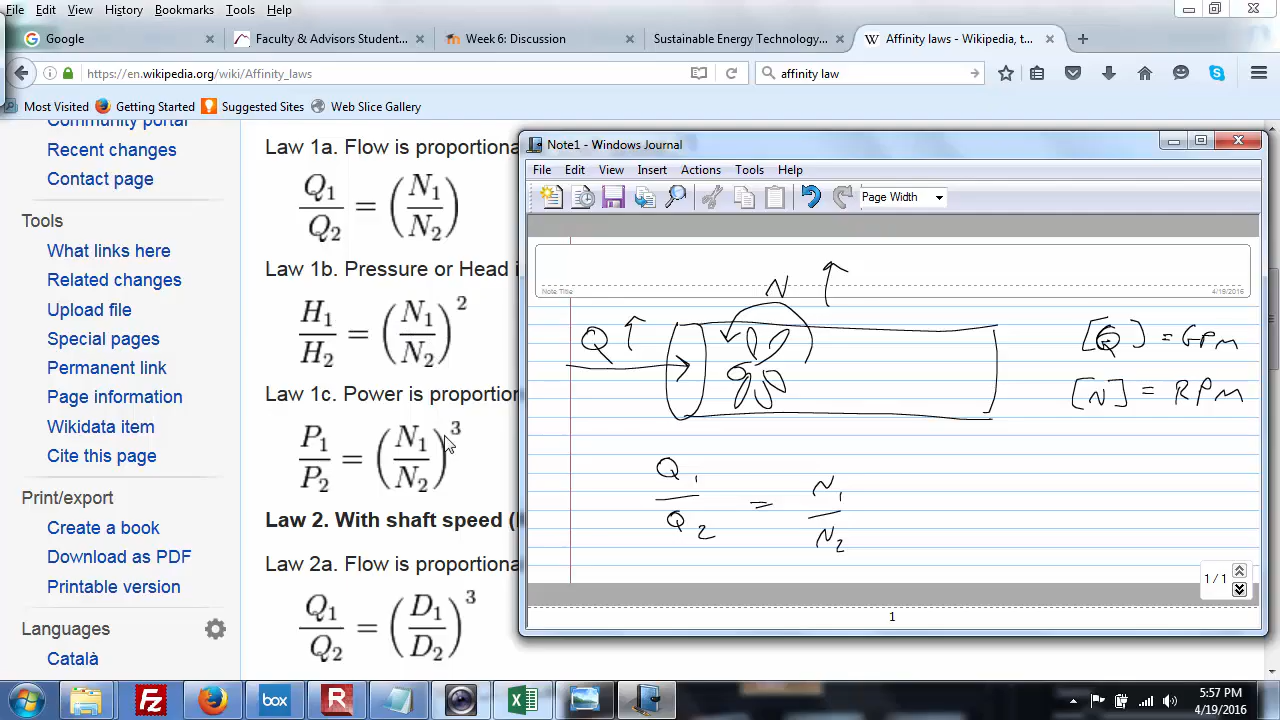 File Edit View History Bookmarks Tools Help
Google
Faculty & Advisors Student...
Week 6: Discussion
Sustainable Energy Technology...
Affinity laws - Wikipedia, t...
https://en.wikipedia.org/wiki/Affinity_laws
affinity law
Most Visited Getting Started Suggested Sites Web Slice Gallery
Community portal
Recent changes
Contact page
Tools
What links here
Related changes
Upload file
Special pages
Permanent link
Page information
Wikidata item
Cite this page
Print/export
Create a book
Download as PDF
Printable version
Languages
Català
Law 1a. Flow is proportiona
Q1/Q2 = (N1/N2)
Law 1b. Pressure or Head i
H1/H2 = (N1/N2)^2
Law 1c. Power is proportion
P1/P2 = (N1/N2)^3
Law 2. With shaft speed (
Law 2a. Flow is proportiona
Q1/Q2 = (D1/D2)^3
Note1 - Windows Journal
File Edit View Insert Actions Tools Help
Page Width
Note Title
4/19/2016
N ↑
Q ↑
[Q] = GPM
[N] = RPM
Q1/Q2 = N1/N2
1 / 1
1
box
5:57 PM
4/19/2016